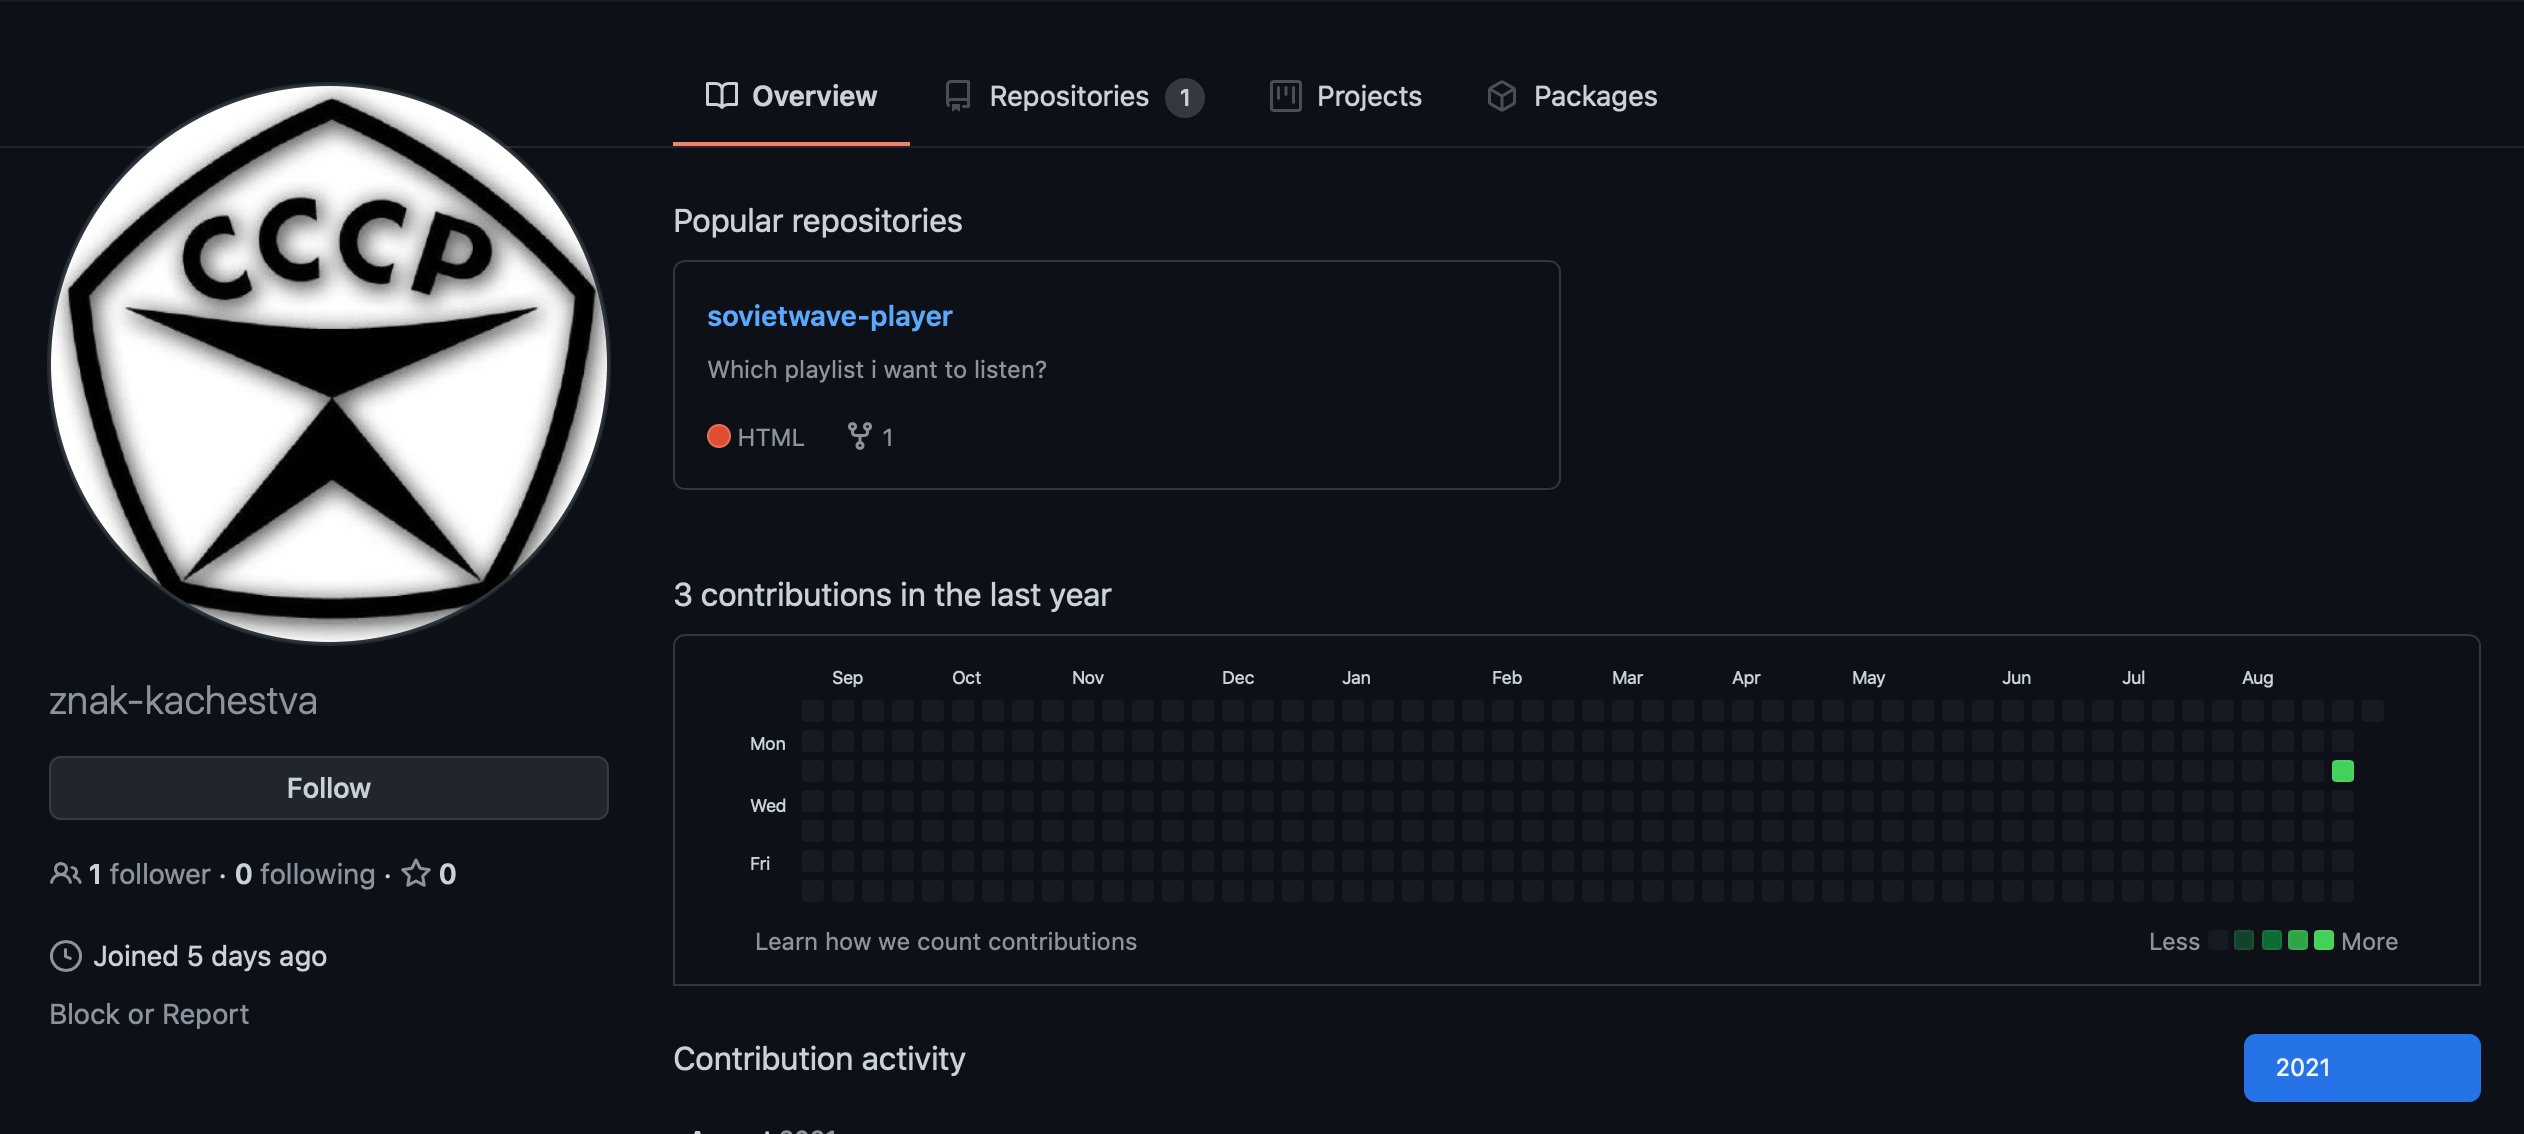 Overview Repositories 1 Projects Packages
СССР
znak-kachestva
Follow
1 follower · 0 following · 0
Joined 5 days ago
Block or Report
Popular repositories
sovietwave-player
Which playlist i want to listen?
HTML 1
3 contributions in the last year
Sep Oct Nov Dec Jan Feb Mar Apr May Jun Jul Aug
Mon
Wed
Fri
Learn how we count contributions
Less More
Contribution activity
2021